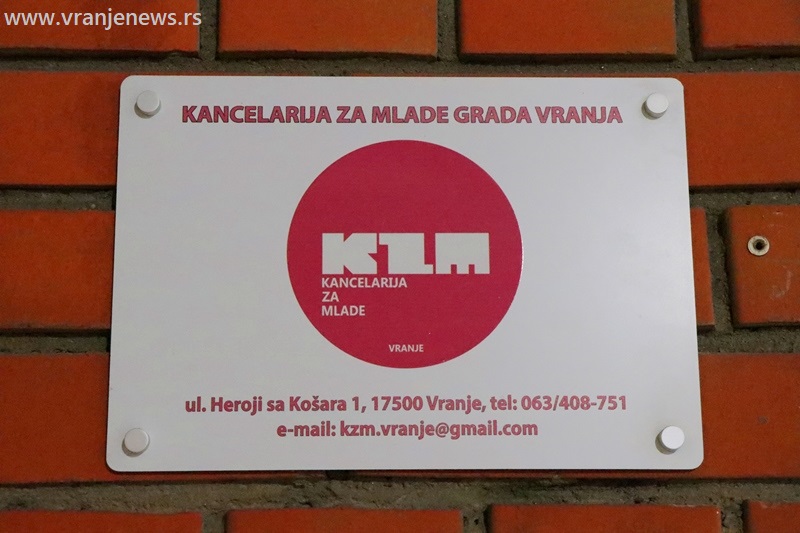 www.vranjenews.rs
KANCELARIJA ZA MLADE GRADA VRANJA
KZM
KANCELARIJA
ZA
MLADE
VRANJE
ul. Heroji sa Košara 1, 17500 Vranje, tel: 063/408-751
e-mail: kzm.vranje@gmail.com